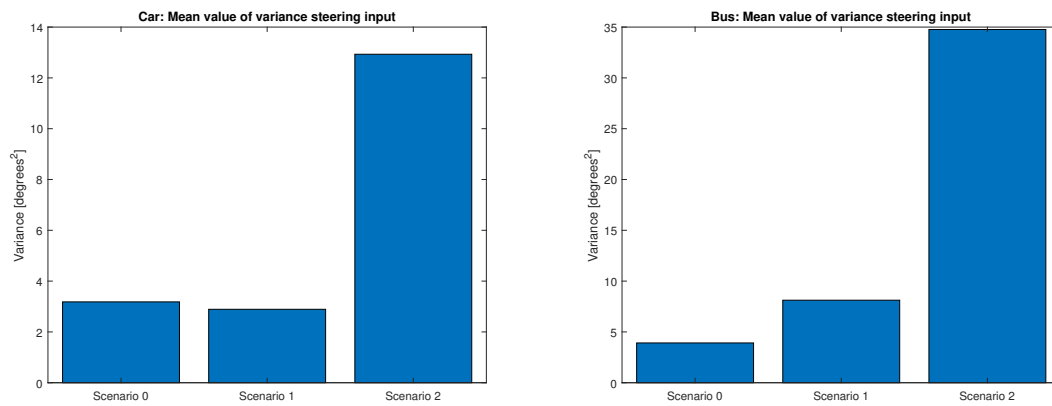 Car: Mean value of variance steering input
14
12
10
8
6
4
2
0
Variance [degrees²]
Scenario 0
Scenario 1
Scenario 2
Bus: Mean value of variance steering input
35
30
25
20
15
10
5
0
Variance [degrees²]
Scenario 0
Scenario 1
Scenario 2